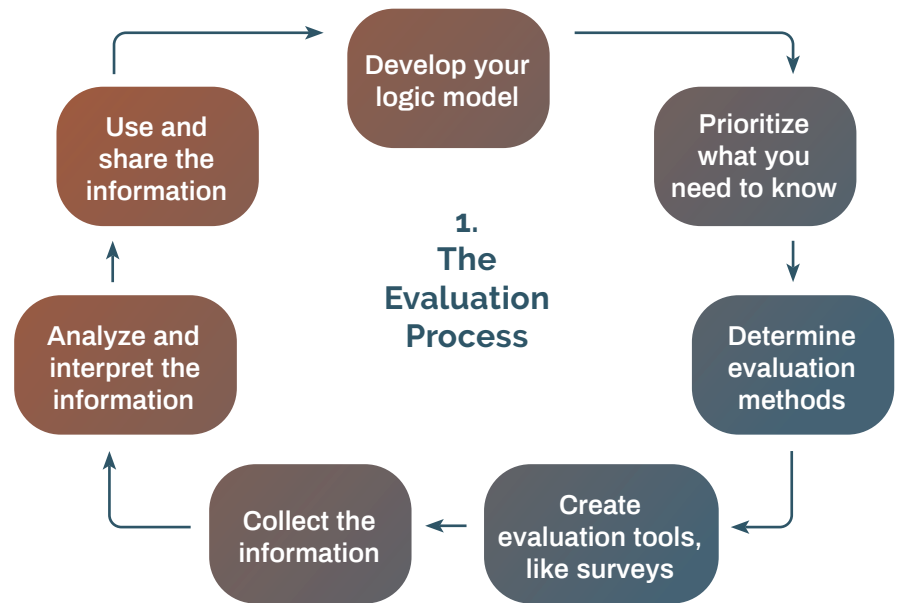 Develop your
logic model
Prioritize
what you
need to know
Determine
evaluation
methods
Create
evaluation tools,
like surveys
Collect the
information
Analyze and
interpret the
information
Use and
share the
information
1.
The
Evaluation
Process